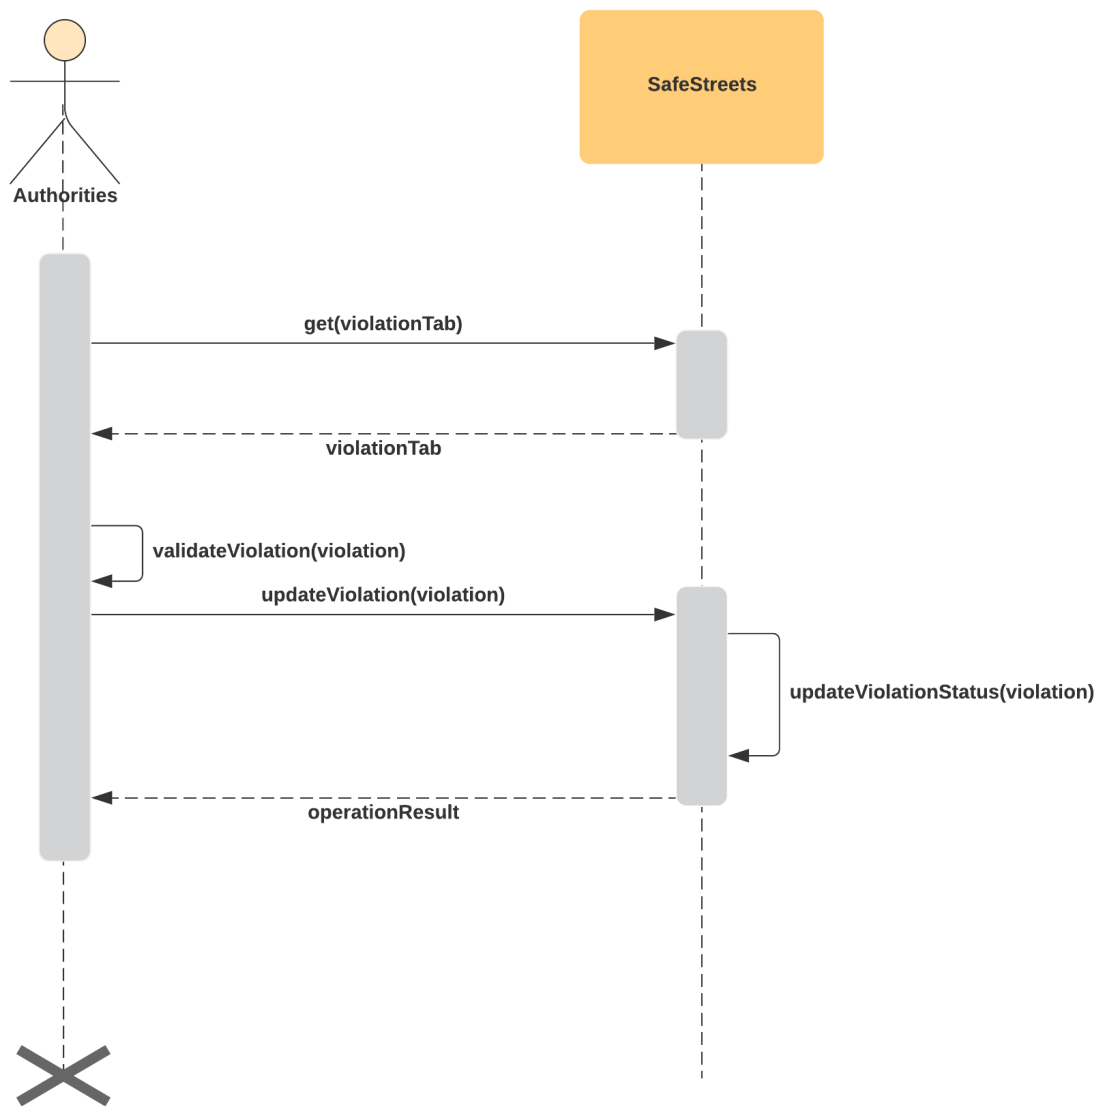 SafeStreets
Authorities
get(violationTab)
violationTab
validateViolation(violation)
updateViolation(violation)
updateViolationStatus(violation)
operationResult